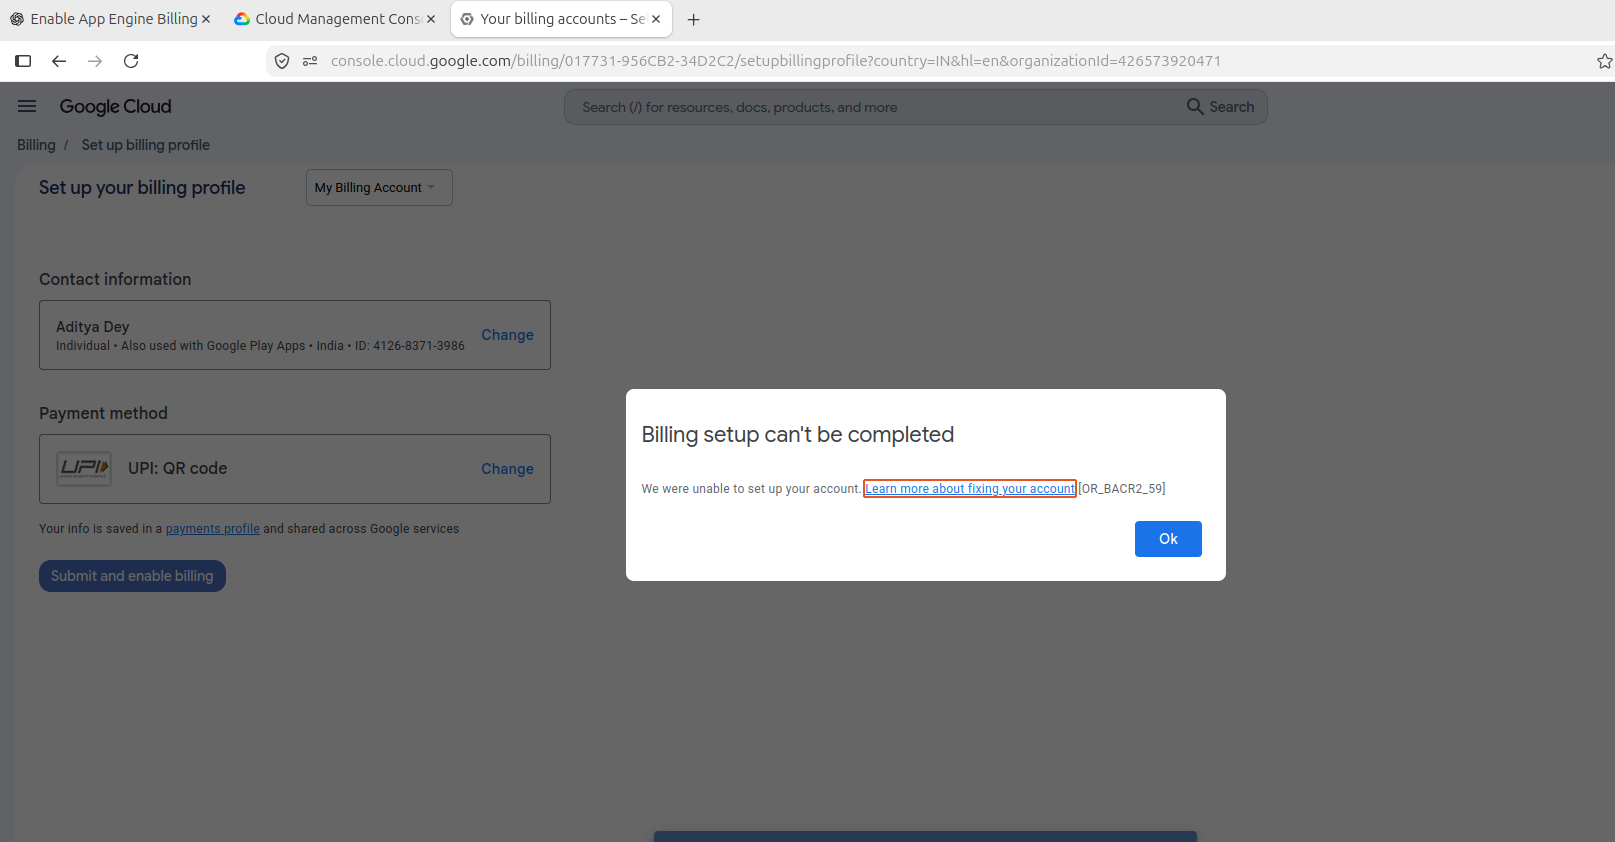 Enable App Engine Billing
Cloud Management Cons
Your billing accounts – Se
console.cloud.google.com/billing/017731-956CB2-34D2C2/setupbillingprofile?country=IN&hl=en&organizationId=426573920471
Google Cloud
Search (/) for resources, docs, products, and more
Search
Billing / Set up billing profile
Set up your billing profile
My Billing Account
Contact information
Aditya Dey
Individual • Also used with Google Play Apps • India • ID: 4126-8371-3986
Change
Payment method
UPI
UPI: QR code
Change
Your info is saved in a payments profile and shared across Google services
Submit and enable billing
Billing setup can't be completed
We were unable to set up your account. Learn more about fixing your account [OR_BACR2_59]
Ok